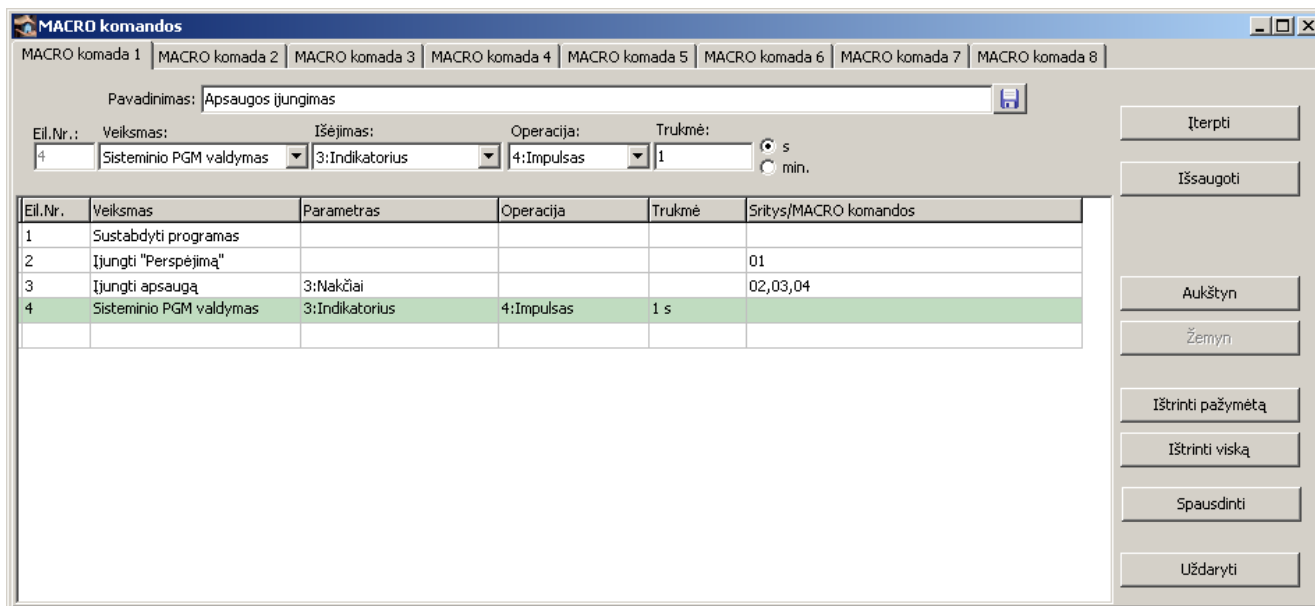 MACRO komandos
MACRO komada 1 MACRO komada 2 MACRO komada 3 MACRO komada 4 MACRO komada 5 MACRO komada 6 MACRO komada 7 MACRO komada 8
Pavadinimas: Apsaugos įjungimas
Eil.Nr.: Veiksmas: Išėjimas: Operacija: Trukmė:
4 Sisteminio PGM valdymas 3:Indikatorius 4:Impulsas 1 s
min.
Įterpti
Išsaugoti
Eil.Nr. Veiksmas Parametras Operacija Trukmė Sritys/MACRO komandos
1 Sustabdyti programas
2 Įjungti "Perspėjimą" 01
3 Įjungti apsaugą 3:Nakčiai 02,03,04
4 Sisteminio PGM valdymas 3:Indikatorius 4:Impulsas 1 s
Aukštyn
Žemyn
Ištrinti pažymėtą
Ištrinti viską
Spausdinti
Uždaryti